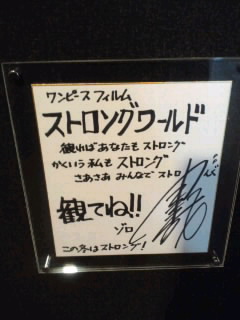 ワンピースフィルム
ストロングワールド
観ればあなたもストロング
かくいう私もストロング
さあさあ みんなでストロ
観てね!!
ゾロ
この冬はストロング!